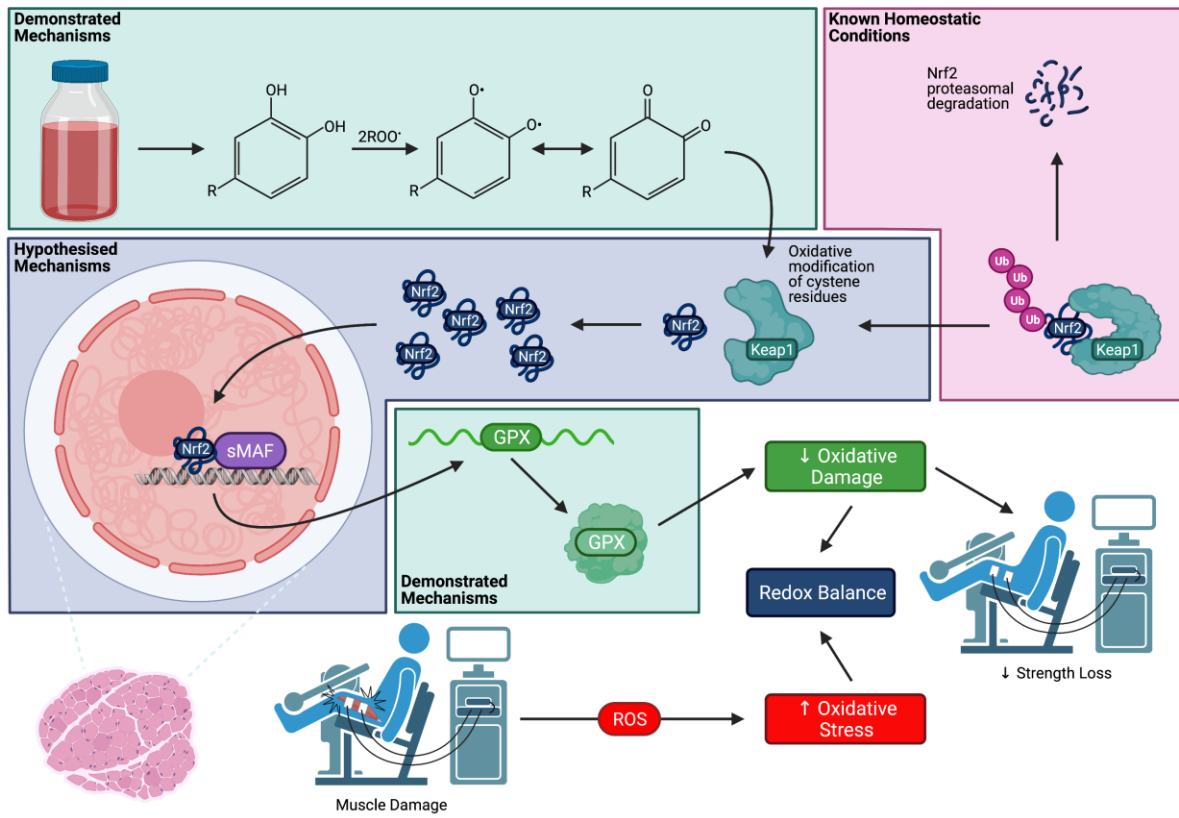 Demonstrated
Mechanisms
OH
OH
R
2ROO·
O•
O•
R
O
O
R
Known Homeostatic
Conditions
Nrf2
proteasomal
degradation
Ub
Ub
Ub
Ub
Nrf2
Keap1
Hypothesised
Mechanisms
Oxidative
modification
of cystene
residues
Keap1
Nrf2
Nrf2
Nrf2
Nrf2
Nrf2
Nrf2
Nrf2
sMAF
GPX
GPX
Demonstrated
Mechanisms
↓ Oxidative
Damage
Redox Balance
↓ Strength Loss
↑ Oxidative
Stress
ROS
Muscle Damage